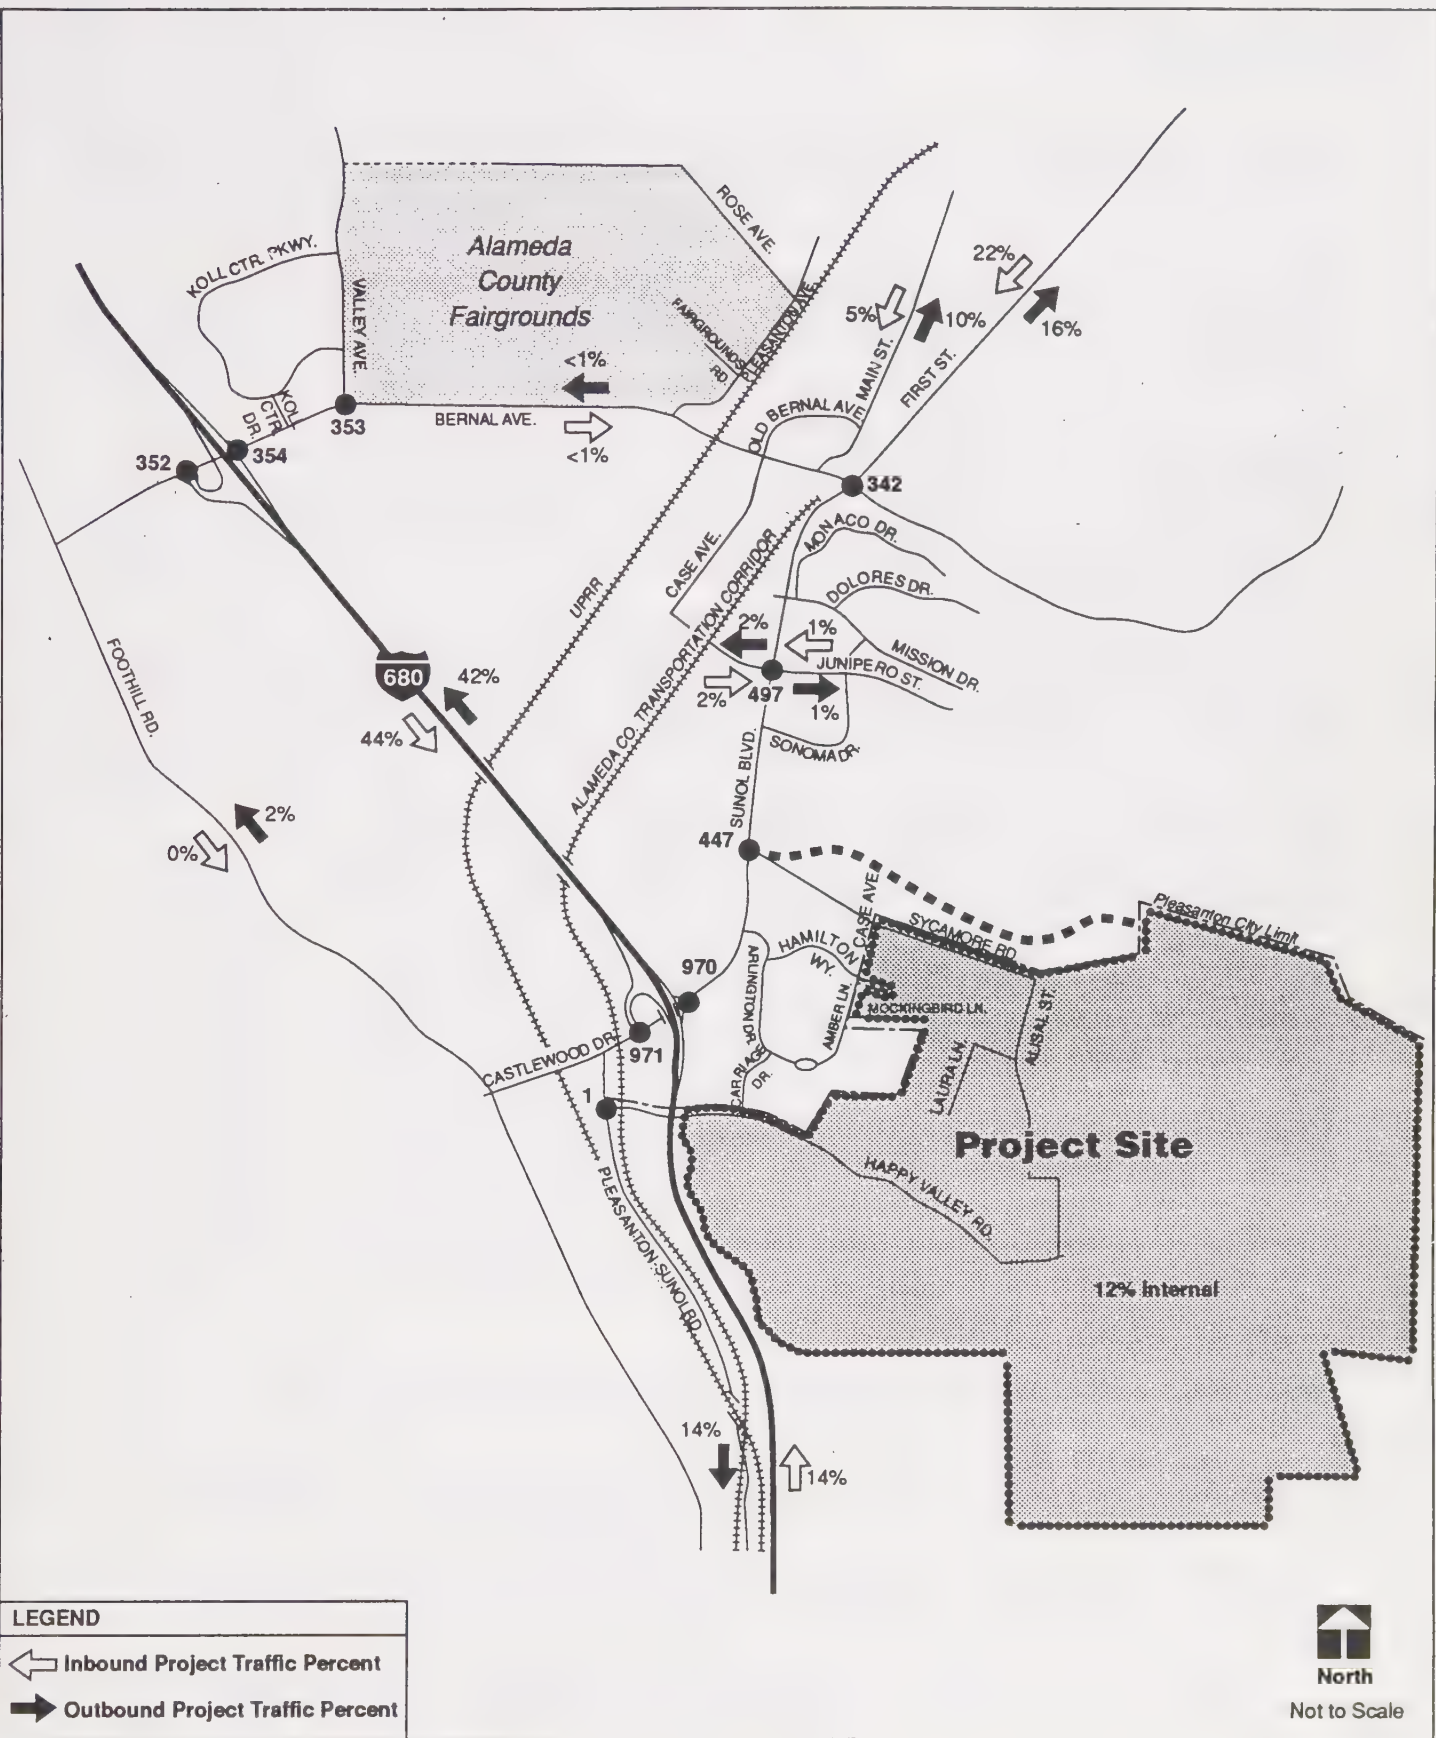 ROSE AVE.
KOLL CTR. PKWY.
Alameda
County
Fairgrounds
VALLEY AVE.
FAIRGROUNDS
RD.
PLEASANTON AVE.
22%
16%
5%
10%
MAIN ST.
FIRST ST.
<1%
KOLL
CTR.
DR.
353
BERNAL AVE.
<1%
OLD BERNAL AVE.
352
354
342
MONACO DR.
CASE AVE.
DOLORES DR.
UPRR
ALAMEDA CO. TRANSPORTATION CORRIDOR
2%
1%
MISSION DR.
JUNIPERO ST.
FOOTHILL RD.
680
42%
2%
497
1%
44%
SONOMA DR.
SUNOL BLVD.
2%
0%
447
CASE AVE.
SYCAMORE RD.
Pleasanton City Limit
HAMILTON
WY.
970
ARLINGTON DR.
AMBER LN.
MOCKINGBIRD LN.
ALISAL ST.
LAURA LN.
971
CASTLEWOOD DR.
CARRIAGE
DR.
1
Project Site
HAPPY VALLEY RD.
PLEASANTON-SUNOL RD.
12% Internal
14%
14%
LEGEND
Inbound Project Traffic Percent
Outbound Project Traffic Percent
North
Not to Scale